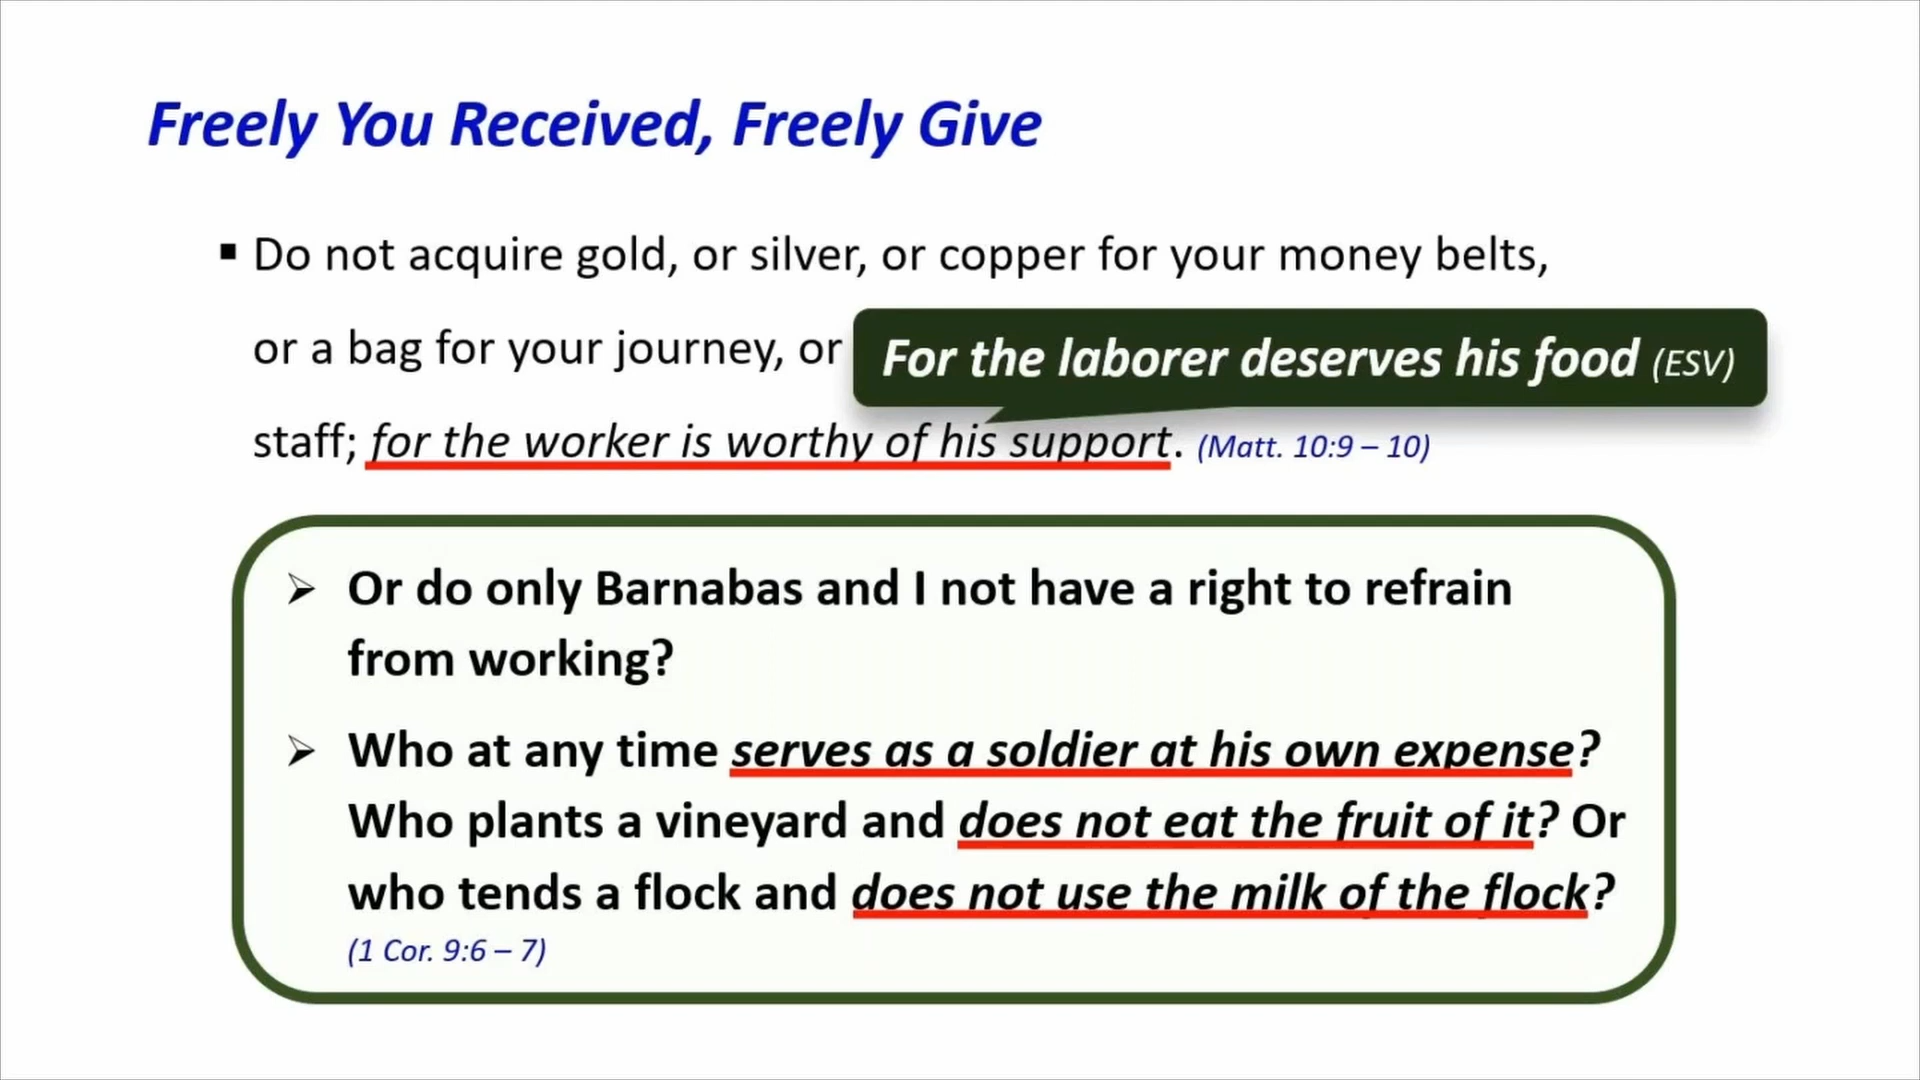 Freely You Received, Freely Give
▪ Do not acquire gold, or silver, or copper for your money belts,
or a bag for your journey, or
For the laborer deserves his food (ESV)
staff; for the worker is worthy of his support. (Matt. 10:9 – 10)
➢ Or do only Barnabas and I not have a right to refrain
from working?
➢ Who at any time serves as a soldier at his own expense?
Who plants a vineyard and does not eat the fruit of it? Or
who tends a flock and does not use the milk of the flock?
(1 Cor. 9:6 – 7)